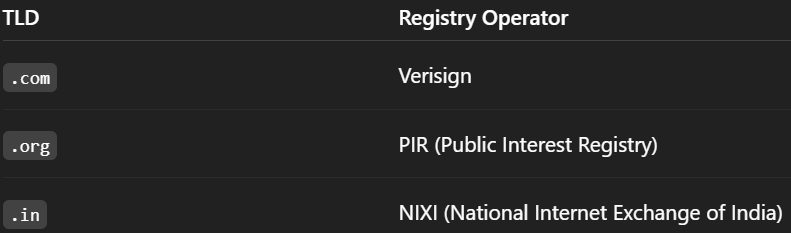 TLD Registry Operator
.com Verisign
.org PIR (Public Interest Registry)
.in NIXI (National Internet Exchange of India)